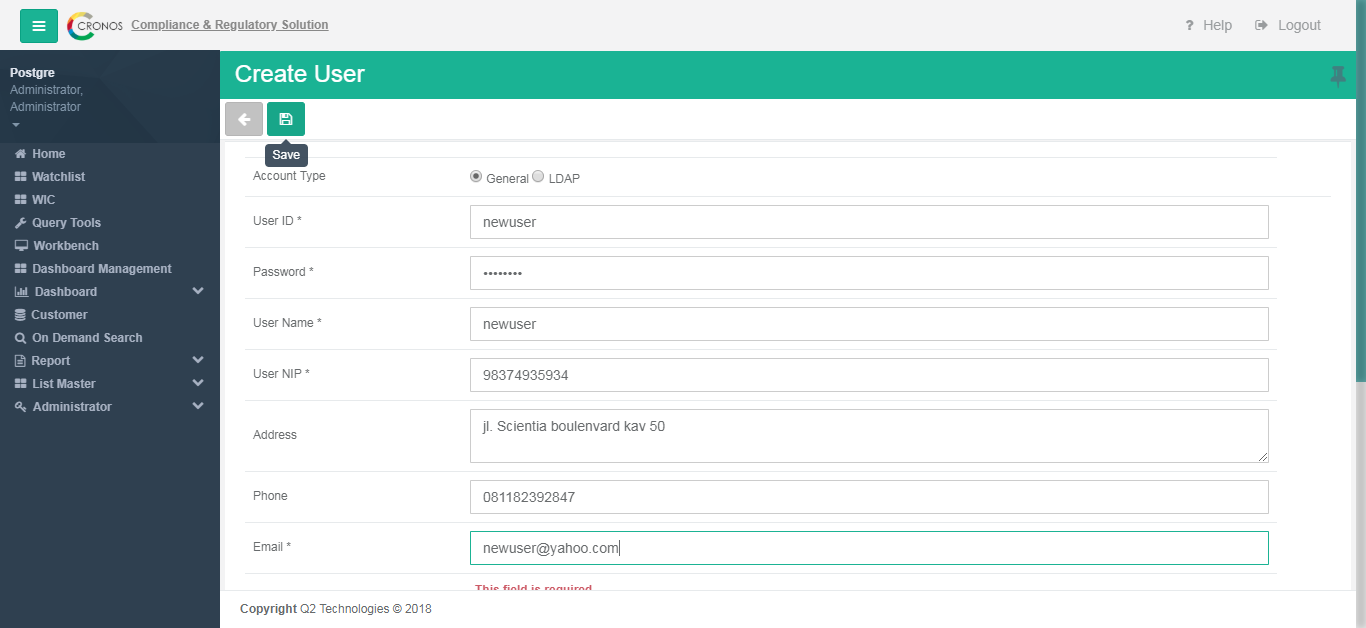 CRONOS Compliance & Regulatory Solution
? Help Logout
Postgre
Administrator,
Administrator
Home
Watchlist
WIC
Query Tools
Workbench
Dashboard Management
Dashboard
Customer
On Demand Search
Report
List Master
Administrator
Create User
Save
Account Type General LDAP
User ID * newuser
Password * ••••••••
User Name * newuser
User NIP * 98374935934
Address jl. Scientia boulenvard kav 50
Phone 081182392847
Email * newuser@yahoo.com
This field is required
Copyright Q2 Technologies © 2018